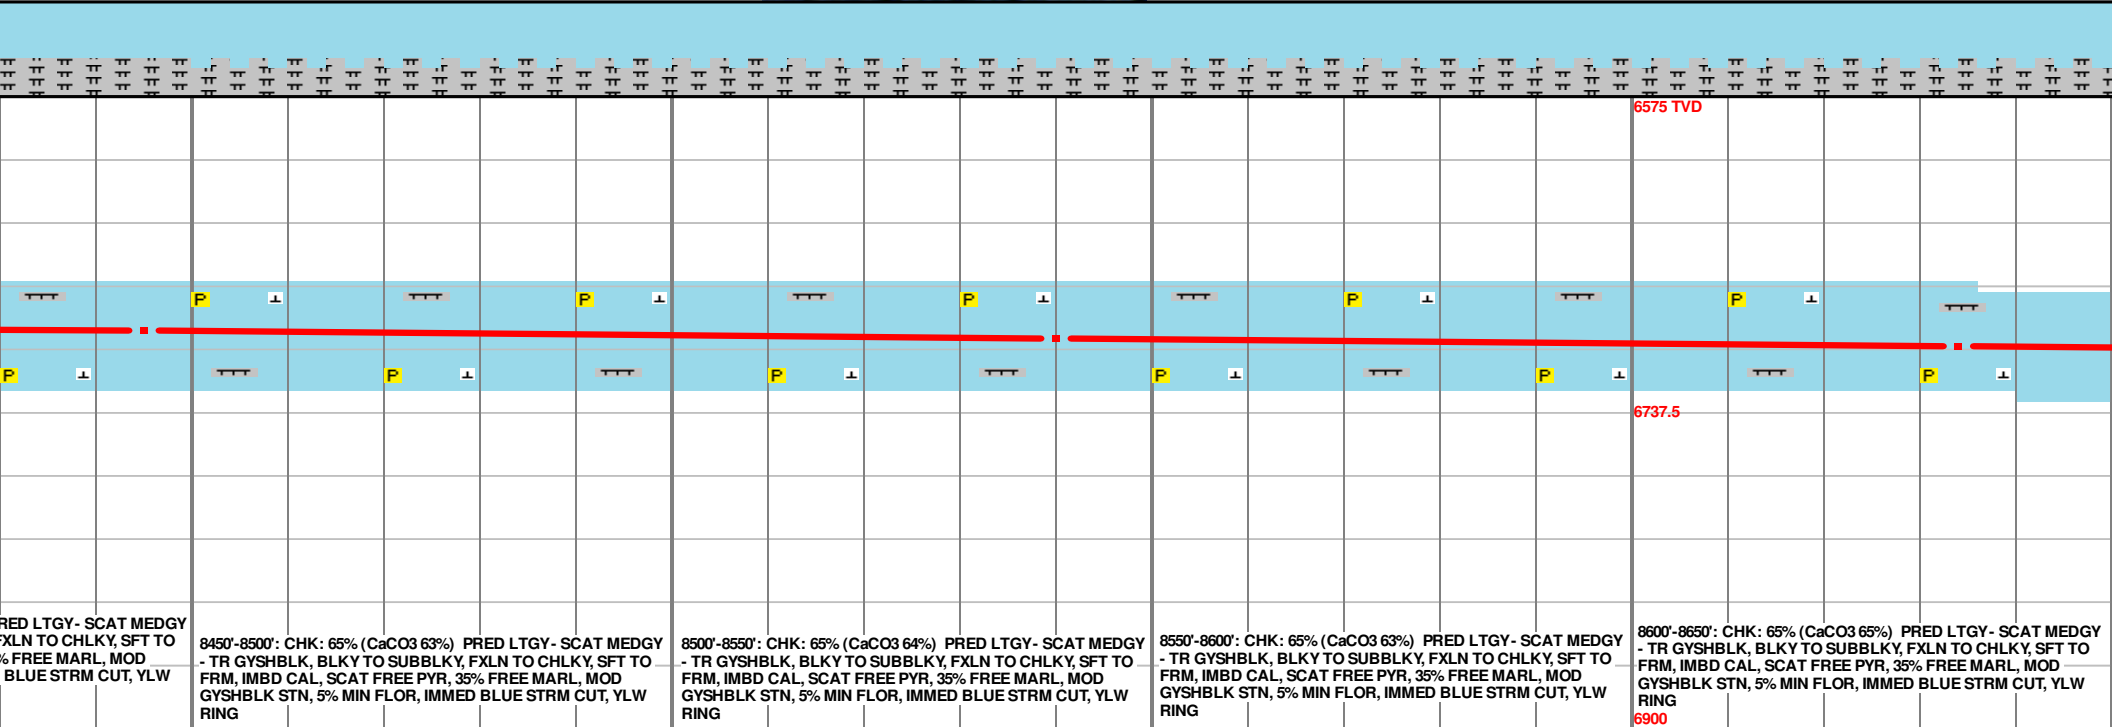 6575 TVD
P P P P P
P P P P P P
6737.5
RED LTGY- SCAT MEDGY
FXLN TO CHLKY, SFT TO
% FREE MARL, MOD
BLUE STRM CUT, YLW
8450'-8500': CHK: 65% (CaCO3 63%) PRED LTGY- SCAT MEDGY
- TR GYSHBLK, BLKY TO SUBBLKY, FXLN TO CHLKY, SFT TO
FRM, IMBD CAL, SCAT FREE PYR, 35% FREE MARL, MOD
GYSHBLK STN, 5% MIN FLOR, IMMED BLUE STRM CUT, YLW
RING
8500'-8550': CHK: 65% (CaCO3 64%) PRED LTGY- SCAT MEDGY
- TR GYSHBLK, BLKY TO SUBBLKY, FXLN TO CHLKY, SFT TO
FRM, IMBD CAL, SCAT FREE PYR, 35% FREE MARL, MOD
GYSHBLK STN, 5% MIN FLOR, IMMED BLUE STRM CUT, YLW
RING
8550'-8600': CHK: 65% (CaCO3 63%) PRED LTGY- SCAT MEDGY
- TR GYSHBLK, BLKY TO SUBBLKY, FXLN TO CHLKY, SFT TO
FRM, IMBD CAL, SCAT FREE PYR, 35% FREE MARL, MOD
GYSHBLK STN, 5% MIN FLOR, IMMED BLUE STRM CUT, YLW
RING
8600'-8650': CHK: 65% (CaCO3 65%) PRED LTGY- SCAT MEDGY
- TR GYSHBLK, BLKY TO SUBBLKY, FXLN TO CHLKY, SFT TO
FRM, IMBD CAL, SCAT FREE PYR, 35% FREE MARL, MOD
GYSHBLK STN, 5% MIN FLOR, IMMED BLUE STRM CUT, YLW
RING
6900